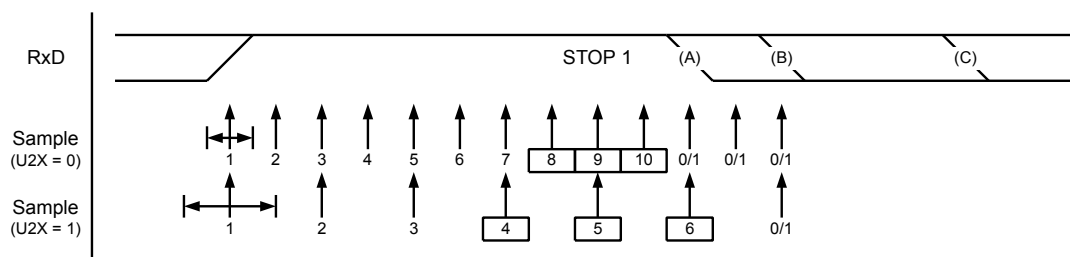 RxD STOP 1 (A) (B) (C)
Sample
(U2X = 0)
1 2 3 4 5 6 7 8 9 10 0/1 0/1 0/1
Sample
(U2X = 1)
1 2 3 4 5 6 0/1